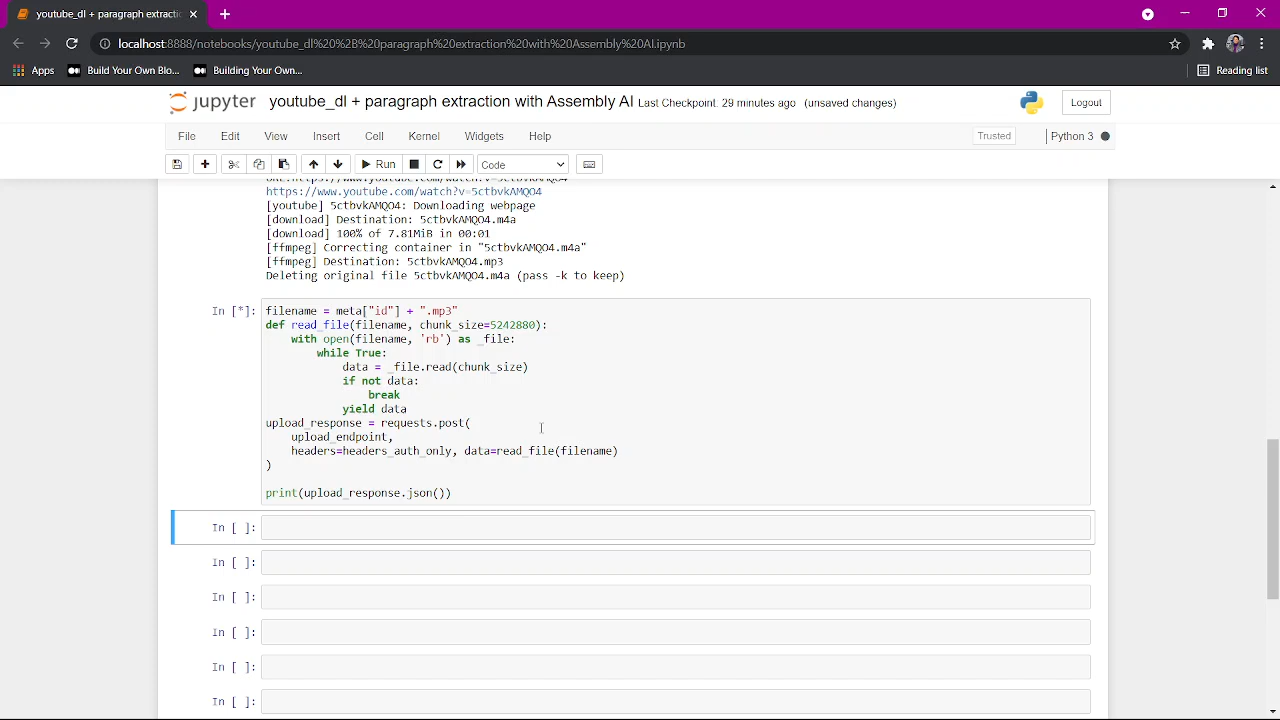 youtube_dl + paragraph extracti
localhost:8888/notebooks/youtube_dl%20%2B%20paragraph%20extraction%20with%20Assembly%20AI.ipynb
Apps Build Your Own Blo... Building Your Own... Reading list
jupyter youtube_dl + paragraph extraction with Assembly AI Last Checkpoint: 29 minutes ago (unsaved changes) Logout
File Edit View Insert Cell Kernel Widgets Help Trusted Python 3
Run Code
https://www.youtube.com/watch?v=5ctbvkAMQO4
[youtube] 5ctbvkAMQO4: Downloading webpage
[download] Destination: 5ctbvkAMQO4.m4a
[download] 100% of 7.81MiB in 00:01
[ffmpeg] Correcting container in "5ctbvkAMQO4.m4a"
[ffmpeg] Destination: 5ctbvkAMQO4.mp3
Deleting original file 5ctbvkAMQO4.m4a (pass -k to keep)
In [*]: filename = meta["id"] + ".mp3"
def read_file(filename, chunk_size=5242880):
with open(filename, 'rb') as _file:
while True:
data = _file.read(chunk_size)
if not data:
break
yield data
upload_response = requests.post(
upload_endpoint,
headers=headers_auth_only, data=read_file(filename)
)
print(upload_response.json())
In [ ]:
In [ ]:
In [ ]:
In [ ]:
In [ ]:
In [ ]: